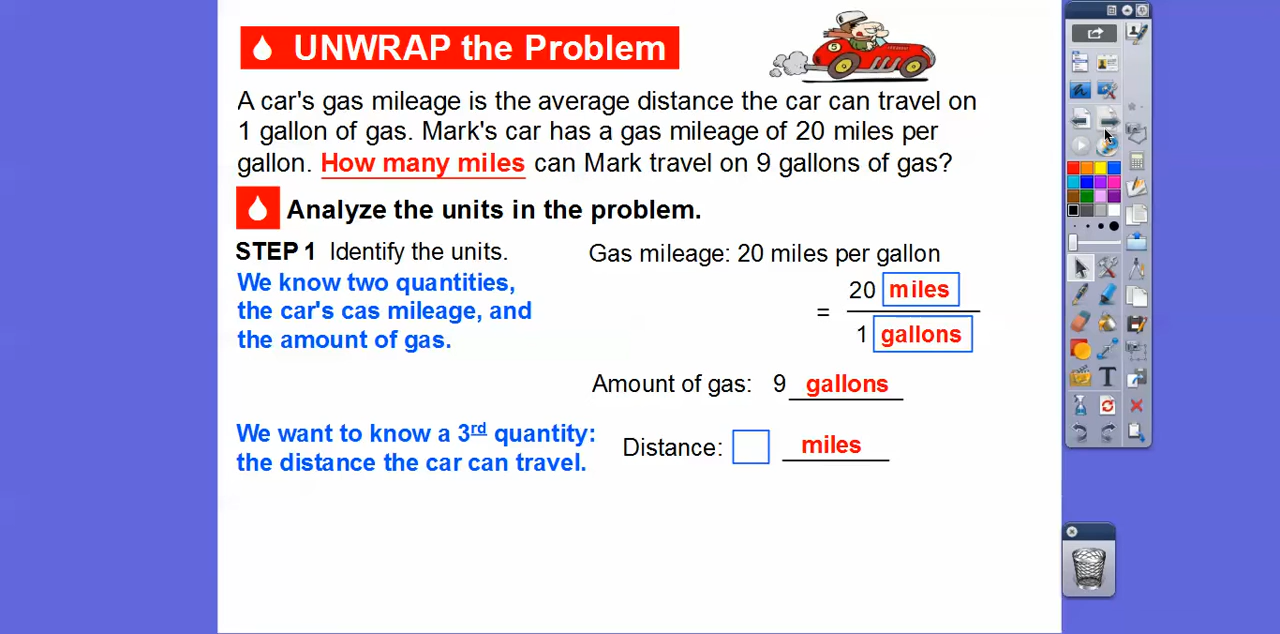 UNWRAP the Problem
A car's gas mileage is the average distance the car can travel on
1 gallon of gas. Mark's car has a gas mileage of 20 miles per
gallon. How many miles can Mark travel on 9 gallons of gas?
Analyze the units in the problem.
STEP 1 Identify the units.
Gas mileage: 20 miles per gallon
We know two quantities,
the car's cas mileage, and
the amount of gas.
= 20 miles
1 gallons
Amount of gas: 9 gallons
We want to know a 3rd quantity:
the distance the car can travel.
Distance: miles